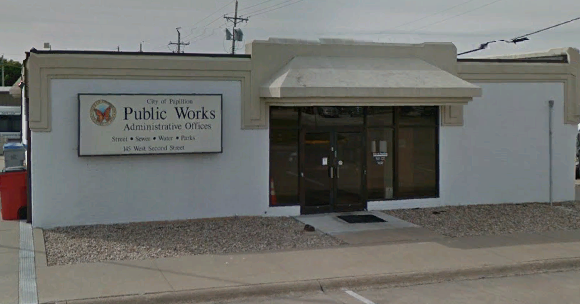 City of Papillion
Public Works
Administrative Offices
Street • Sewer • Water • Parks
145 West Second Street